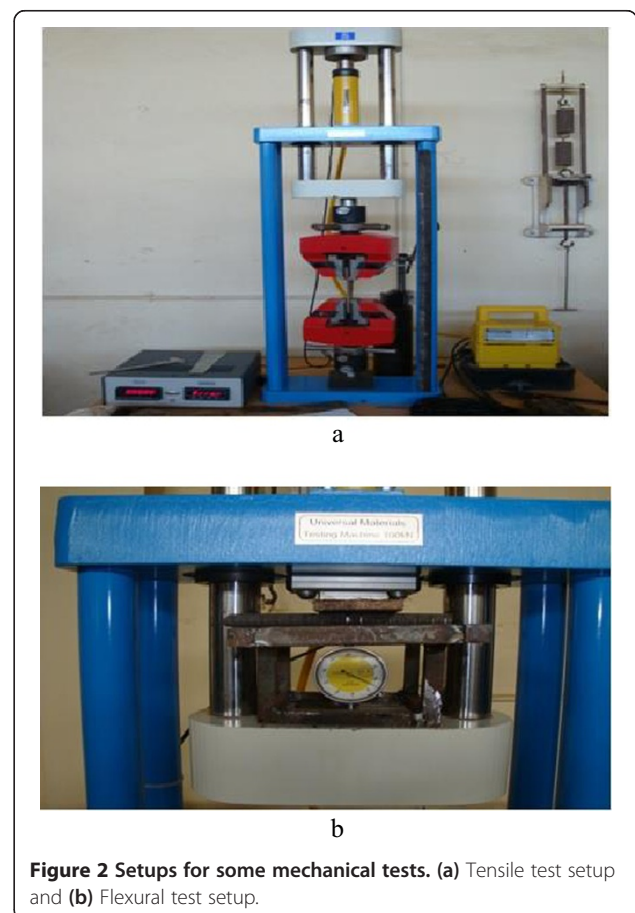 a
Universal Materials
Testing Machine 100kN
b
Figure 2 Setups for some mechanical tests. (a) Tensile test setup
and (b) Flexural test setup.